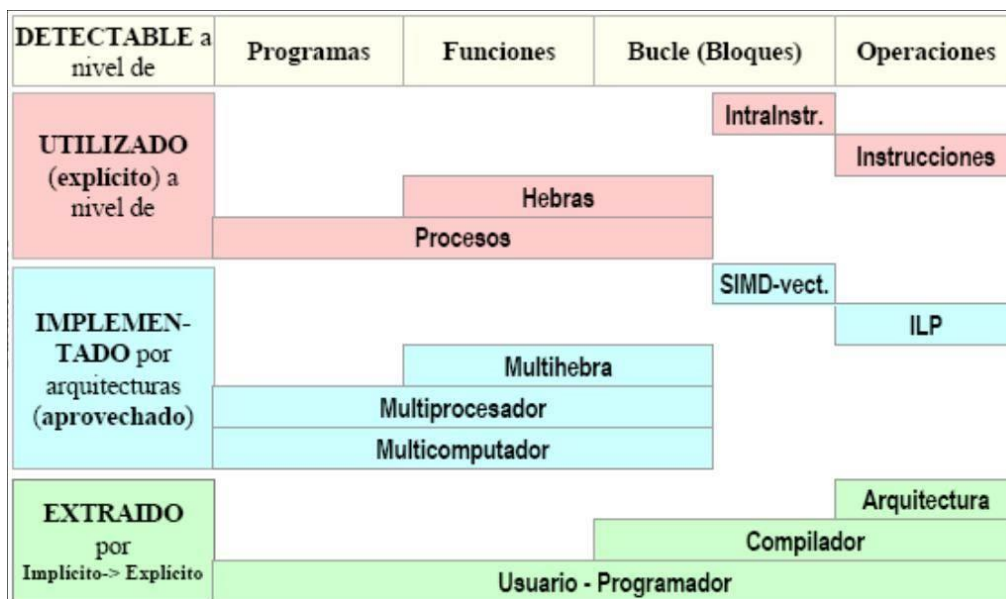 DETECTABLE a
nivel de
Programas
Funciones
Bucle (Bloques)
Operaciones
UTILIZADO
(explícito) a
nivel de
IntraInstr.
Instrucciones
Hebras
Procesos
IMPLEMEN-
TADO por
arquitecturas
(aprovechado)
SIMD-vect.
ILP
Multihebra
Multiprocesador
Multicomputador
EXTRAIDO
por
Implícito-> Explícito
Arquitectura
Compilador
Usuario - Programador